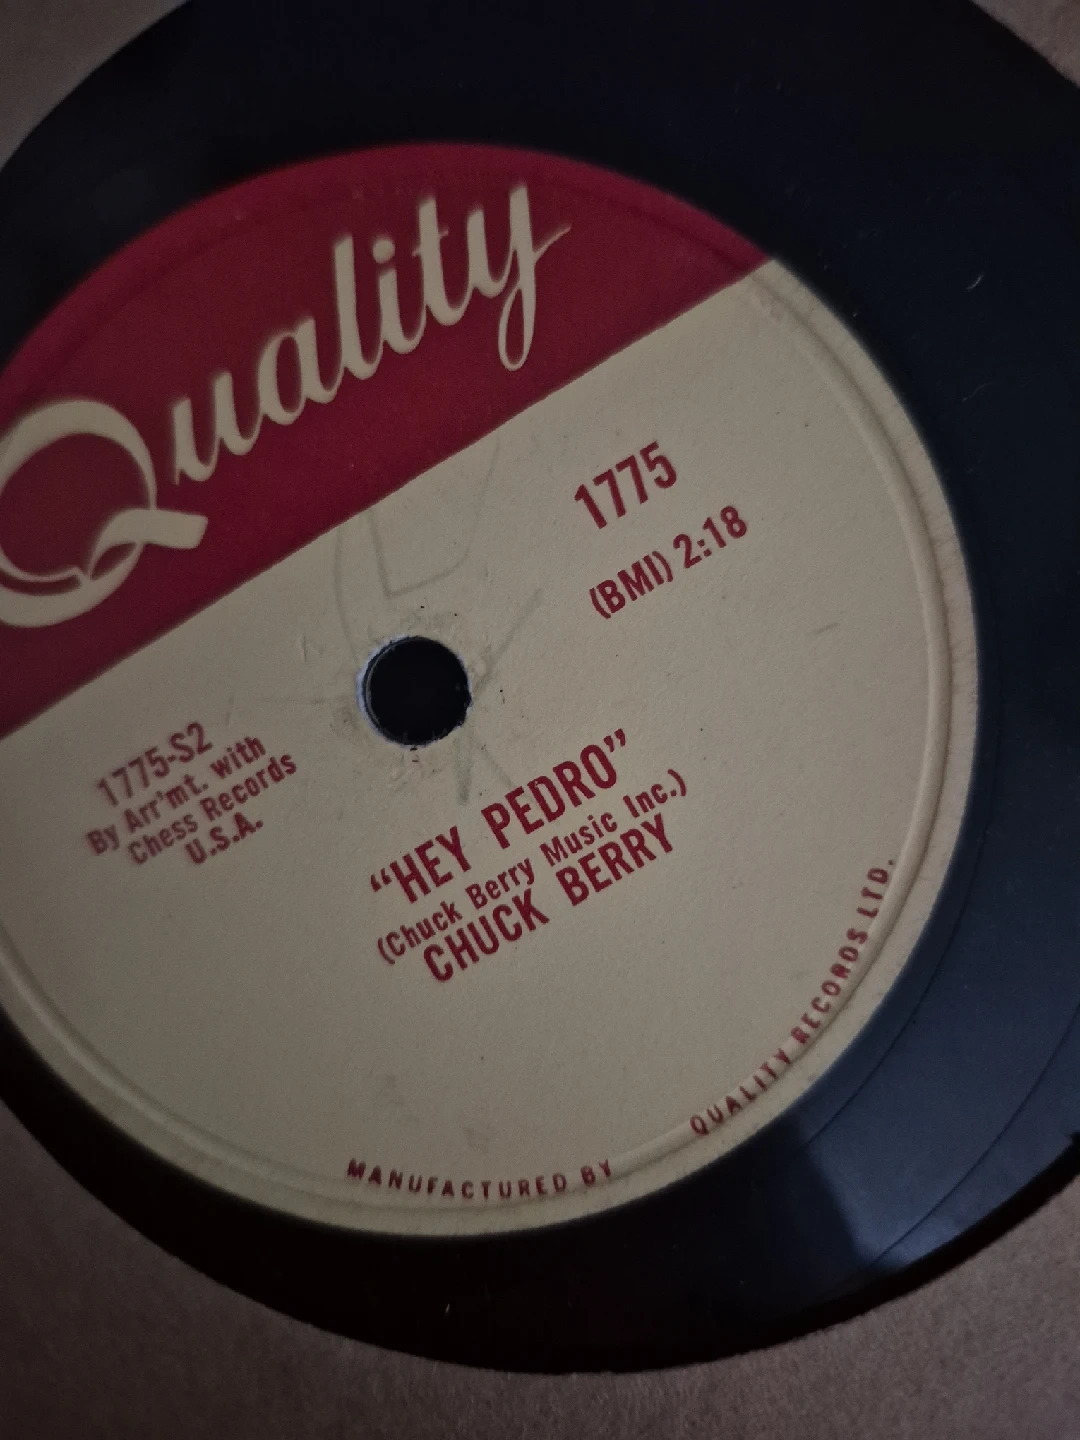 Quality
1775
(BMI) 2:18
1775-S2
By Arr'mt. with
Chess Records
U.S.A.
“HEY PEDRO”
(Chuck Berry Music Inc.)
CHUCK BERRY
MANUFACTURED BY QUALITY RECORDS LTD.